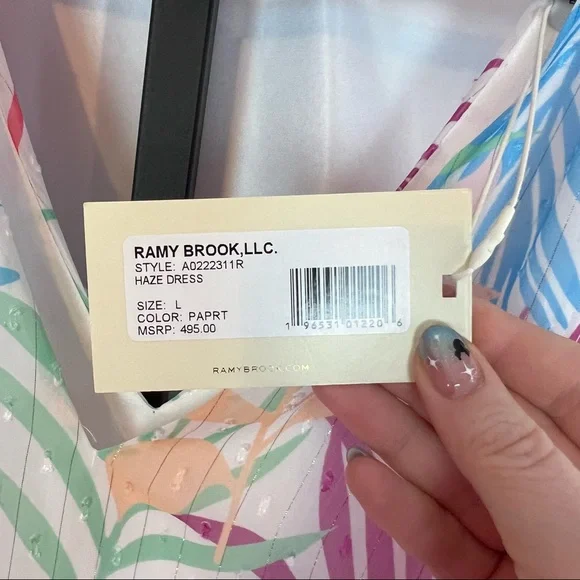 RAMY BROOK,LLC.
STYLE: A0222311R
HAZE DRESS
SIZE: L
COLOR: PAPRT
MSRP: 495.00
1 96531 01220 6
RAMYBROOK.COM